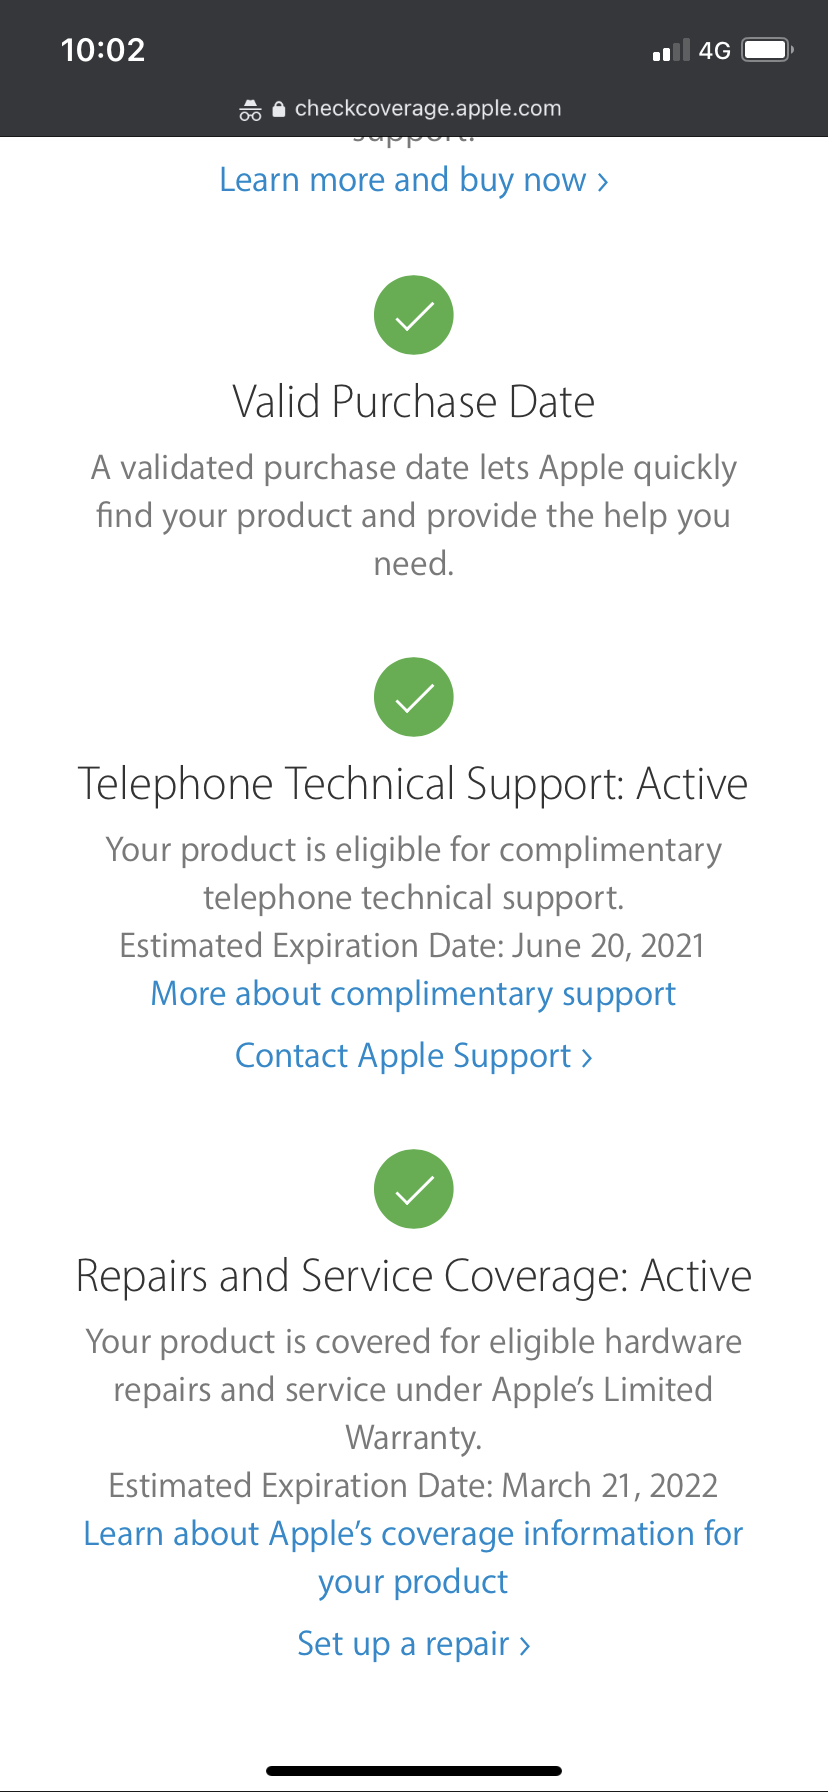 10:02
4G
checkcoverage.apple.com
support.
Learn more and buy now ›
Valid Purchase Date
A validated purchase date lets Apple quickly
find your product and provide the help you
need.
Telephone Technical Support: Active
Your product is eligible for complimentary
telephone technical support.
Estimated Expiration Date: June 20, 2021
More about complimentary support
Contact Apple Support ›
Repairs and Service Coverage: Active
Your product is covered for eligible hardware
repairs and service under Apple’s Limited
Warranty.
Estimated Expiration Date: March 21, 2022
Learn about Apple’s coverage information for
your product
Set up a repair ›